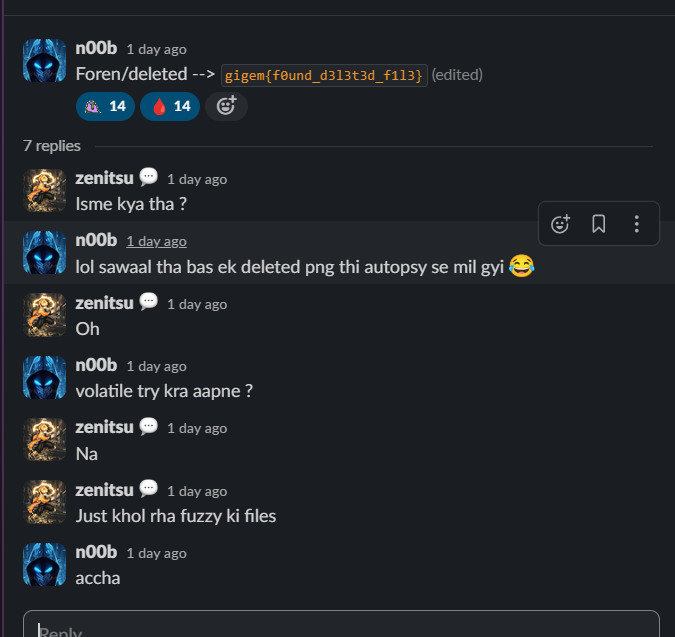 n00b 1 day ago
Foren/deleted --> gigem{f0und_d3l3t3d_f1l3} (edited)
14 14
7 replies
zenitsu 1 day ago
Isme kya tha ?
n00b 1 day ago
lol sawaal tha bas ek deleted png thi autopsy se mil gyi 😂
zenitsu 1 day ago
Oh
n00b 1 day ago
volatile try kra aapne ?
zenitsu 1 day ago
Na
zenitsu 1 day ago
Just khol rha fuzzy ki files
n00b 1 day ago
accha
Reply